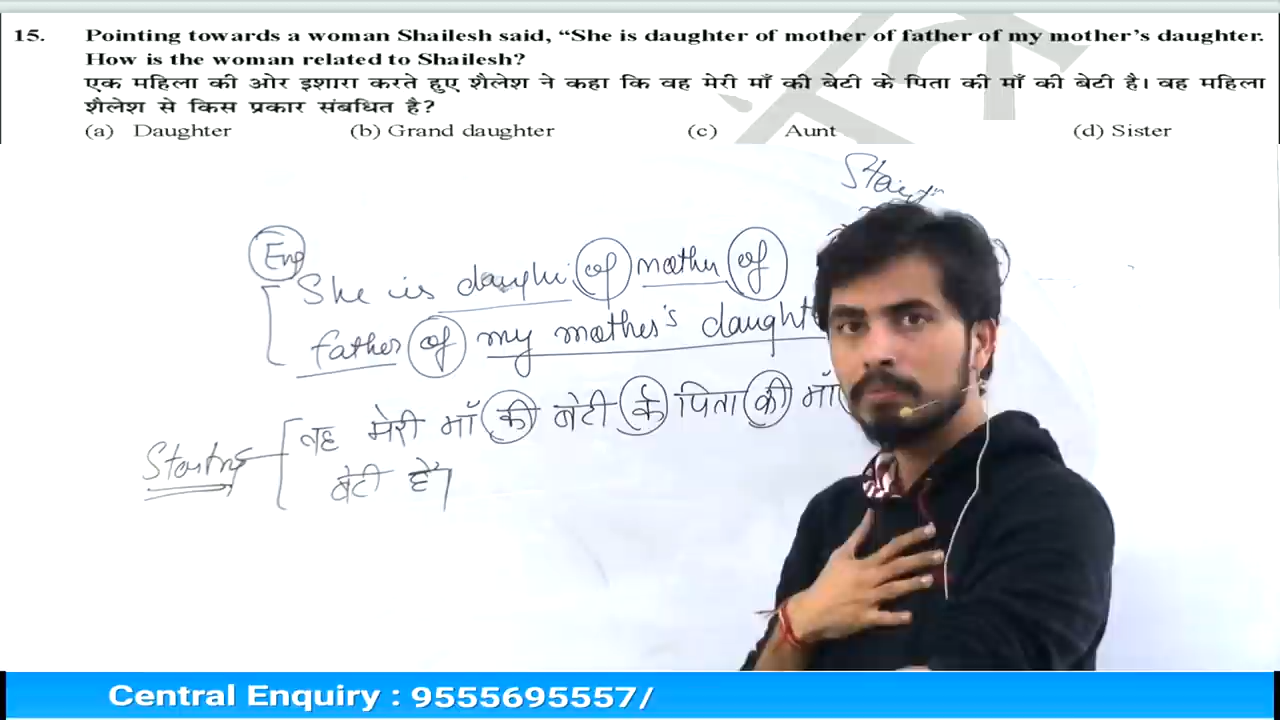 15. Pointing towards a woman Shailesh said, “She is daughter of mother of father of my mother’s daughter.
How is the woman related to Shailesh?
एक महिला की ओर इशारा करते हुए शैलेश ने कहा कि वह मेरी माँ की बेटी के पिता की माँ की बेटी है। वह महिला
शैलेश से किस प्रकार संबधित है?
(a) Daughter (b) Grand daughter (c) Aunt (d) Sister
Eng
She is daughter of mother of
father of my mother's daught
वह मेरी माँ की बेटी के पिता की माँ
बेटी है।
Central Enquiry : 9555695557/